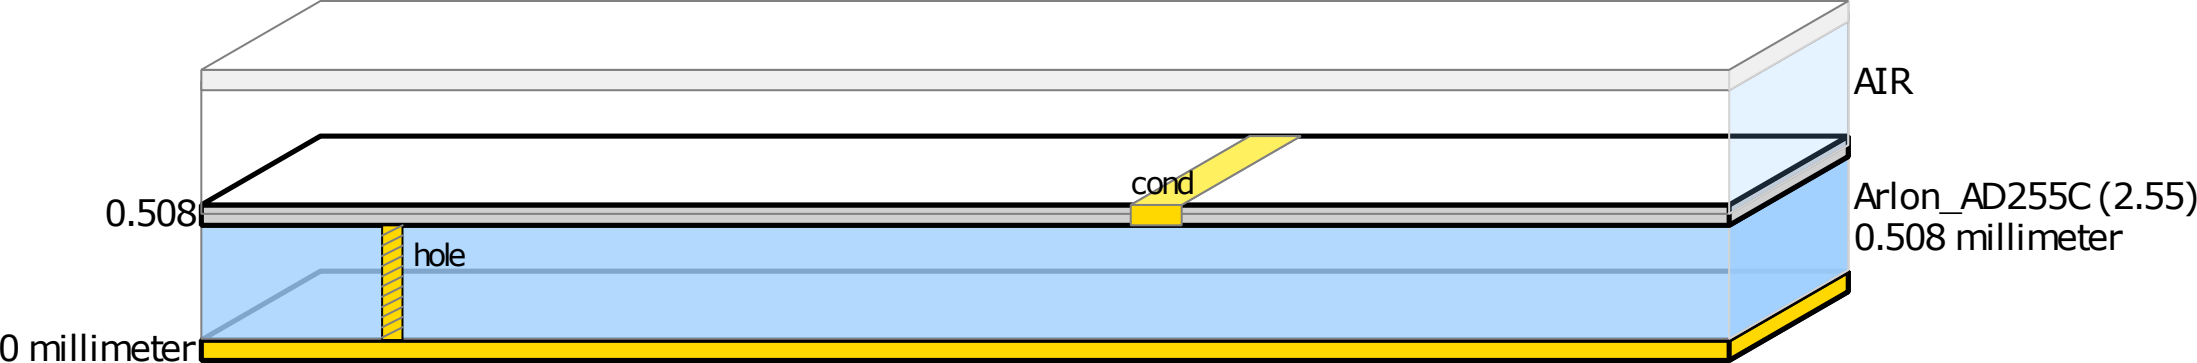 AIR
cond
Arlon_AD255C (2.55)
0.508
0.508 millimeter
hole
0 millimeter